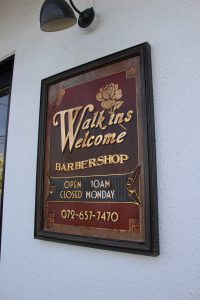 Walk ins
Welcome
BARBERSHOP
OPEN 10AM
CLOSED MONDAY
072-657-7470